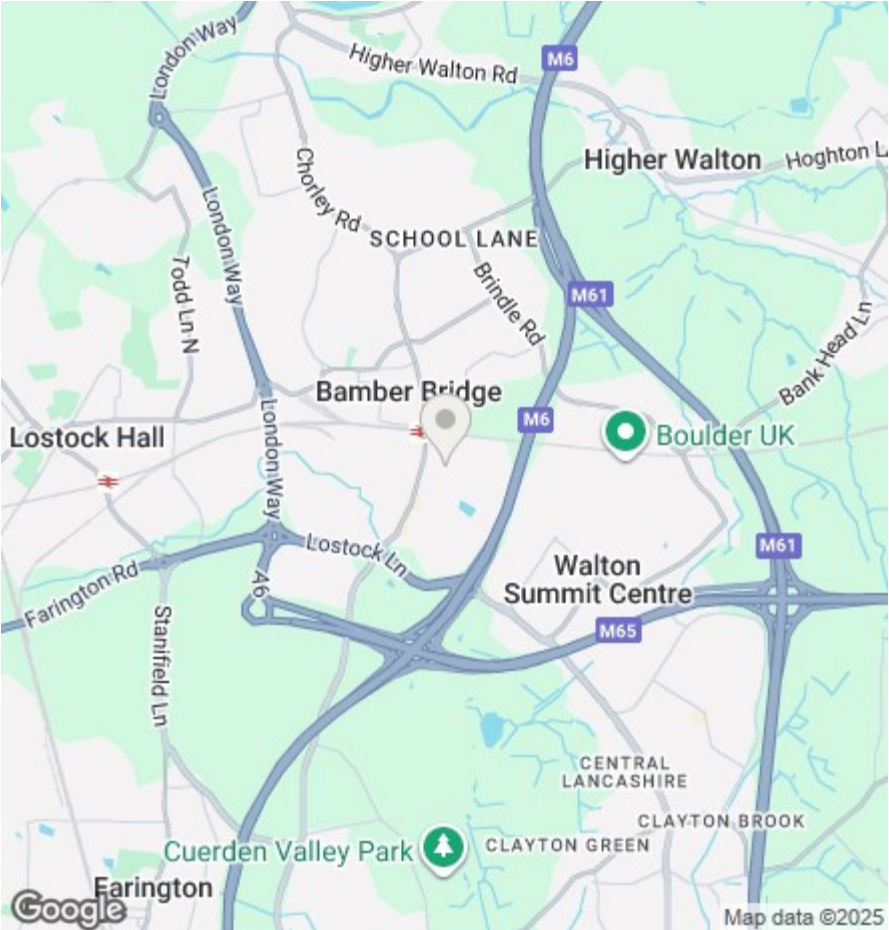 London Way
M6
Higher Walton Rd
Higher Walton
Hoghton L
Chorley Rd
London Way
SCHOOL LANE
Todd Ln N
Brindle Rd
M61
Bank Head Ln
Bamber Bridge
M6
Boulder UK
Lostock Hall
London Way
Lostock Ln
M61
Farington Rd
A6
Walton
Summit Centre
M65
Stanifield Ln
CENTRAL
LANCASHIRE
CLAYTON BROOK
CLAYTON GREEN
Cuerden Valley Park
Farington
Google
Map data ©2025